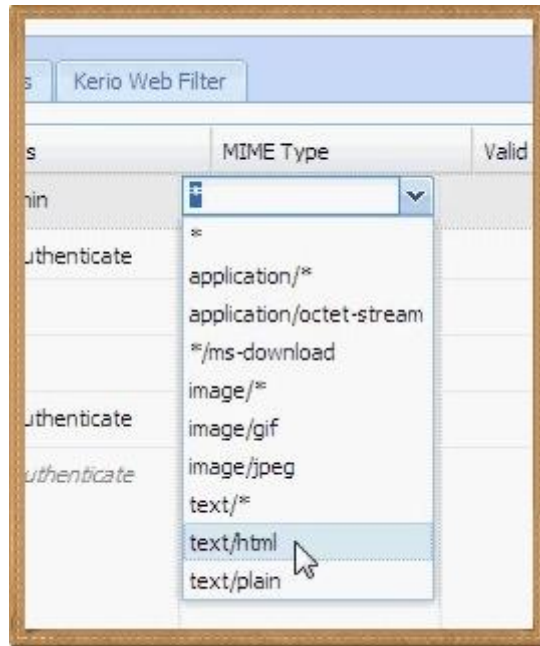 s Kerio Web Filter
s MIME Type Valid
nin *
uthenticate
*
application/*
application/octet-stream
*/ms-download
image/*
uthenticate
image/gif
image/jpeg
uthenticate
text/*
text/html
text/plain